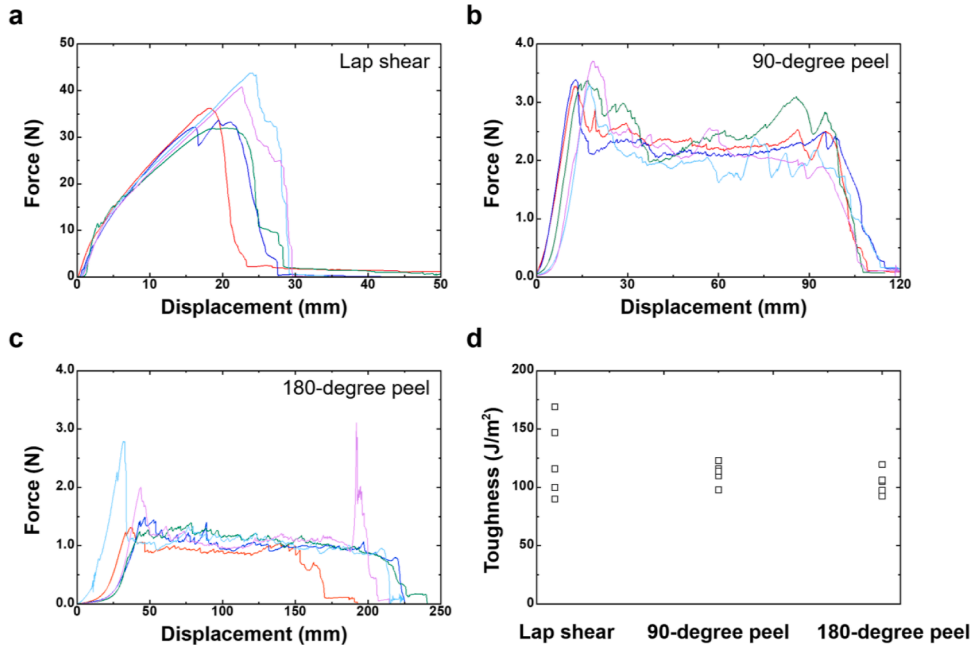 a
Lap shear
Force (N)
50
40
30
20
10
0
0 10 20 30 40 50
Displacement (mm)
b
90-degree peel
Force (N)
4.0
3.0
2.0
1.0
0.0
0 30 60 90 120
Displacement (mm)
c
180-degree peel
Force (N)
4.0
3.0
2.0
1.0
0.0
0 50 100 150 200 250
Displacement (mm)
d
Toughness (J/m²)
200
150
100
50
0
Lap shear 90-degree peel 180-degree peel